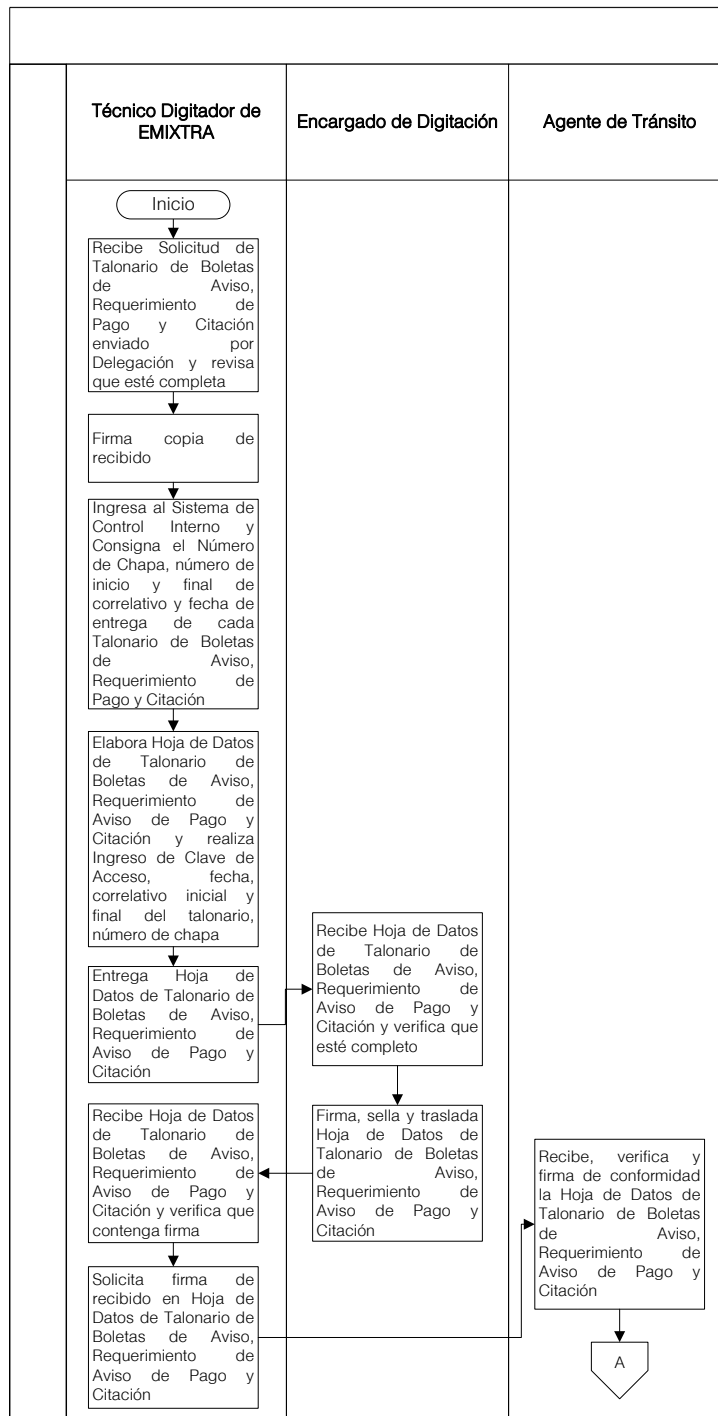 Técnico Digitador de
EMIXTRA
Encargado de Digitación
Agente de Tránsito
Inicio
Recibe Solicitud de
Talonario de Boletas
de Aviso,
Requerimiento de
Pago y Citación
enviado por
Delegación y revisa
que esté completa
Firma copia de
recibido
Ingresa al Sistema de
Control Interno y
Consigna el Número
de Chapa, número de
inicio y final de
correlativo y fecha de
entrega de cada
Talonario de Boletas
de Aviso,
Requerimiento de
Pago y Citación
Elabora Hoja de Datos
de Talonario de
Boletas de Aviso,
Requerimiento de
Aviso de Pago y
Citación y realiza
Ingreso de Clave de
Acceso, fecha,
correlativo inicial y
final del talonario,
número de chapa
Entrega Hoja de
Datos de Talonario de
Boletas de Aviso,
Requerimiento de
Aviso de Pago y
Citación
Recibe Hoja de Datos
de Talonario de
Boletas de Aviso,
Requerimiento de
Aviso de Pago y
Citación y verifica que
esté completo
Firma, sella y traslada
Hoja de Datos de
Talonario de Boletas
de Aviso,
Requerimiento de
Aviso de Pago y
Citación
Recibe Hoja de Datos
de Talonario de
Boletas de Aviso,
Requerimiento de
Aviso de Pago y
Citación y verifica que
contenga firma
Solicita firma de
recibido en Hoja de
Datos de Talonario de
Boletas de Aviso,
Requerimiento de
Aviso de Pago y
Citación
Recibe, verifica y
firma de conformidad
la Hoja de Datos de
Talonario de Boletas
de Aviso,
Requerimiento de
Aviso de Pago y
Citación
A